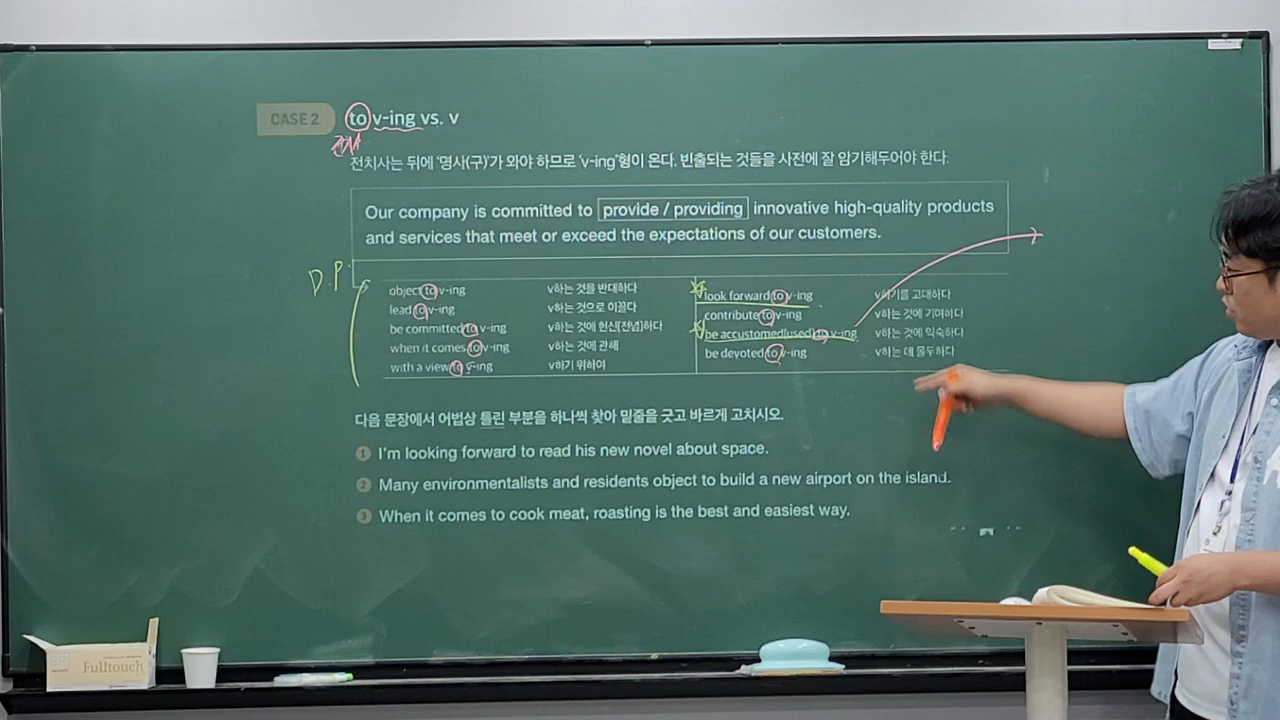 CASE 2 to v-ing vs. v
전치사는 뒤에 '명사(구)'가 와야 하므로 'v-ing'형이 온다. 빈출되는 것들을 사전에 잘 암기해두어야 한다.
Our company is committed to provide / providing innovative high-quality products
and services that meet or exceed the expectations of our customers.
D.P
object to v-ing v하는 것을 반대하다
lead to v-ing v하는 것으로 이끌다
be committed to v-ing v하는 것에 헌신[전념]하다
when it comes to v-ing v하는 것에 관해
with a view to v-ing v하기 위하여
look forward to v-ing v하기를 고대하다
contribute to v-ing v하는 것에 기여하다
be accustomed[used] to v-ing v하는 것에 익숙하다
be devoted to v-ing v하는 데 몰두하다
다음 문장에서 어법상 틀린 부분을 하나씩 찾아 밑줄을 긋고 바르게 고치시오.
1 I'm looking forward to read his new novel about space.
2 Many environmentalists and residents object to build a new airport on the island.
3 When it comes to cook meat, roasting is the best and easiest way.
Fulltouch